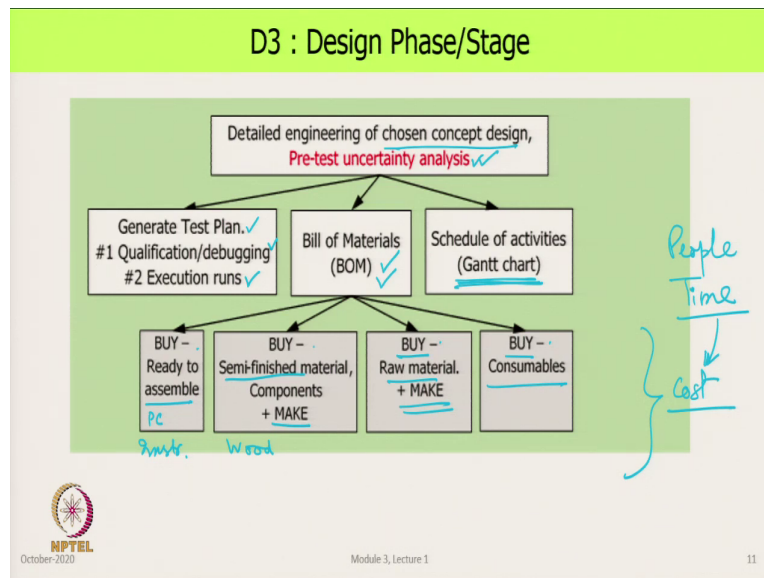 D3 : Design Phase/Stage
Detailed engineering of chosen concept design,
Pre-test uncertainty analysis
Generate Test Plan.
#1 Qualification/debugging
#2 Execution runs
Bill of Materials
(BOM)
Schedule of activities
(Gantt chart)
People
Time
Cost
BUY –
Ready to
assemble
PC
Instr.
BUY –
Semi-finished material,
Components
+ MAKE
Wood
BUY –
Raw material.
+ MAKE
BUY –
Consumables
NPTEL
October-2020
Module 3, Lecture 1
11